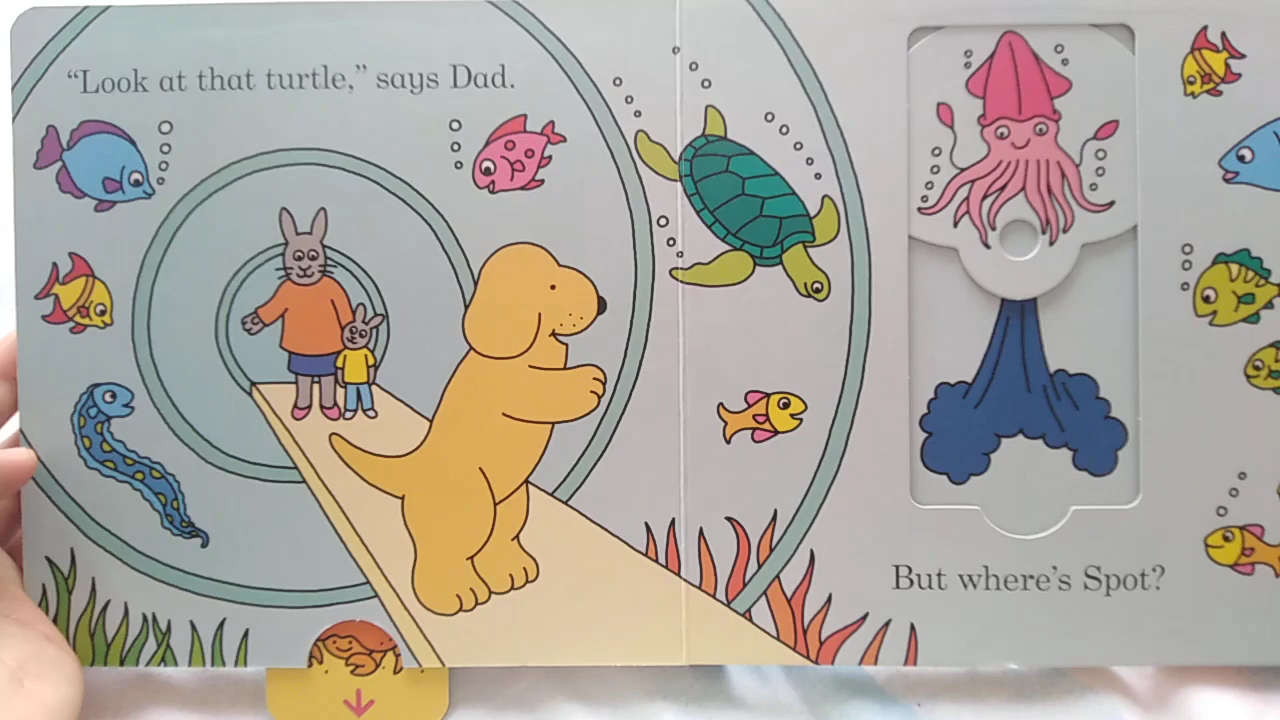 “Look at that turtle,” says Dad.
But where’s Spot?